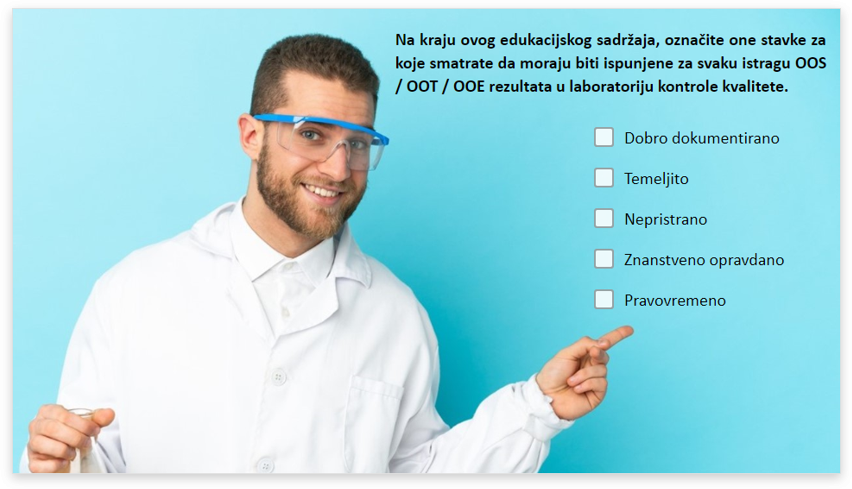 Na kraju ovog edukacijskog sadržaja, označite one stavke za
koje smatrate da moraju biti ispunjene za svaku istragu OOS
/ OOT / OOE rezultata u laboratoriju kontrole kvalitete.
Dobro dokumentirano
Temeljito
Nepristrano
Znanstveno opravdano
Pravovremeno